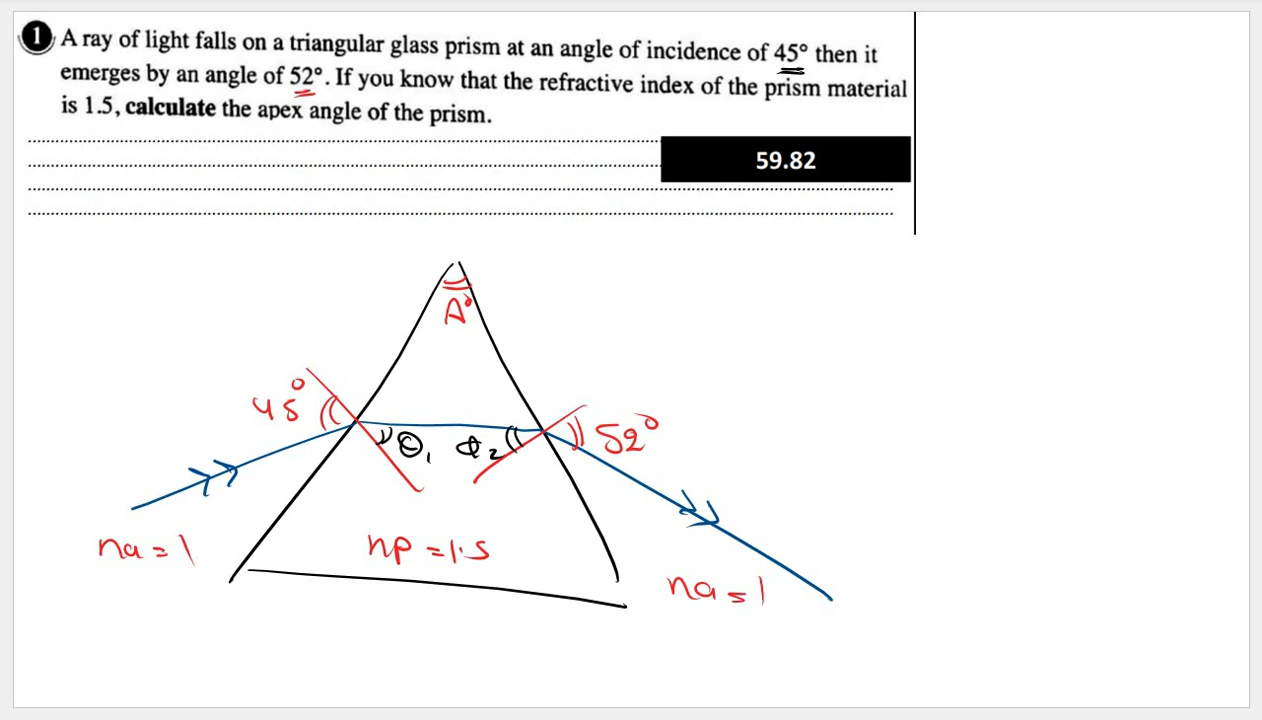 1 A ray of light falls on a triangular glass prism at an angle of incidence of 45° then it
emerges by an angle of 52°. If you know that the refractive index of the prism material
is 1.5, calculate the apex angle of the prism.
59.82
A°
45°
θ₁ ϕ₂
52°
na = 1
np = 1.5
na = 1